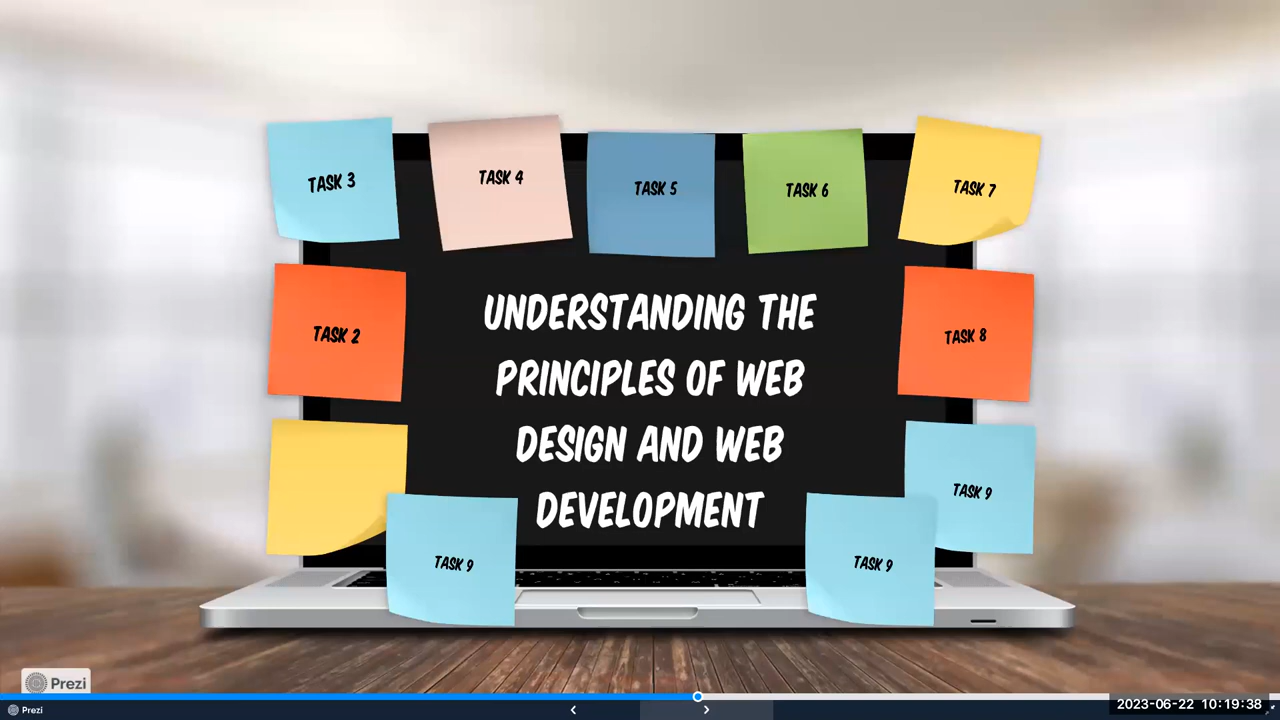 TASK 3
TASK 4
TASK 5
TASK 6
TASK 7
TASK 2
UNDERSTANDING THE
PRINCIPLES OF WEB
DESIGN AND WEB
DEVELOPMENT
TASK 8
TASK 9
TASK 9
TASK 9
Prezi
Prezi
2023-06-22 10:19:38